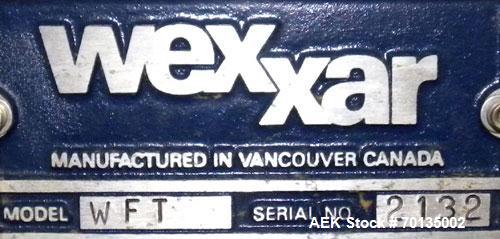 wexxar
MANUFACTURED IN VANCOUVER CANADA
MODEL WFT SERIAL NO 2132
AEK Stock # 70135002